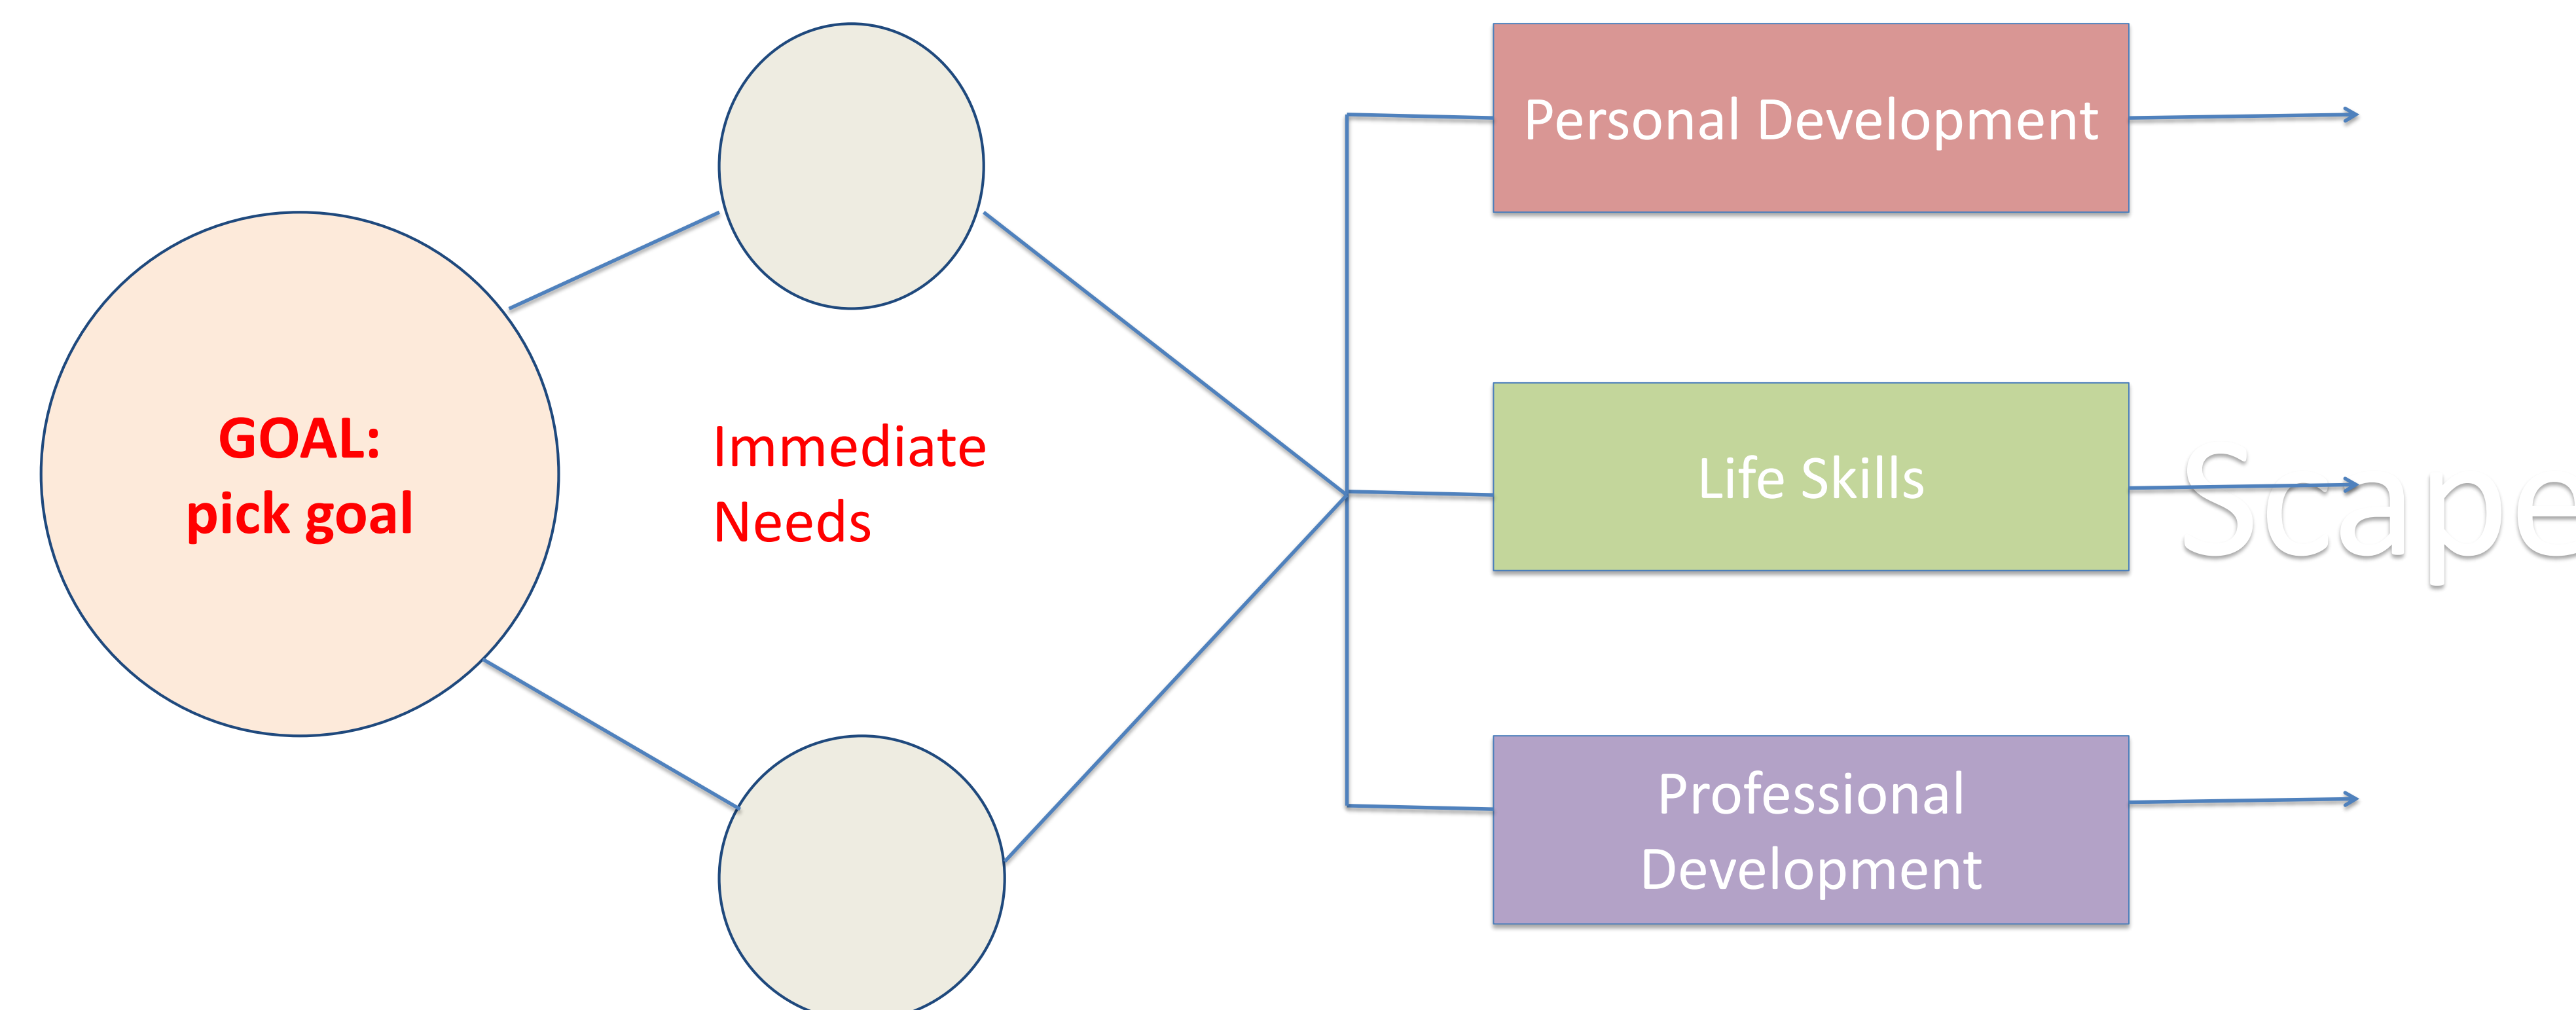 GOAL:
pick goal
Immediate
Needs
Personal Development
Life Skills
Professional
Development
Scape